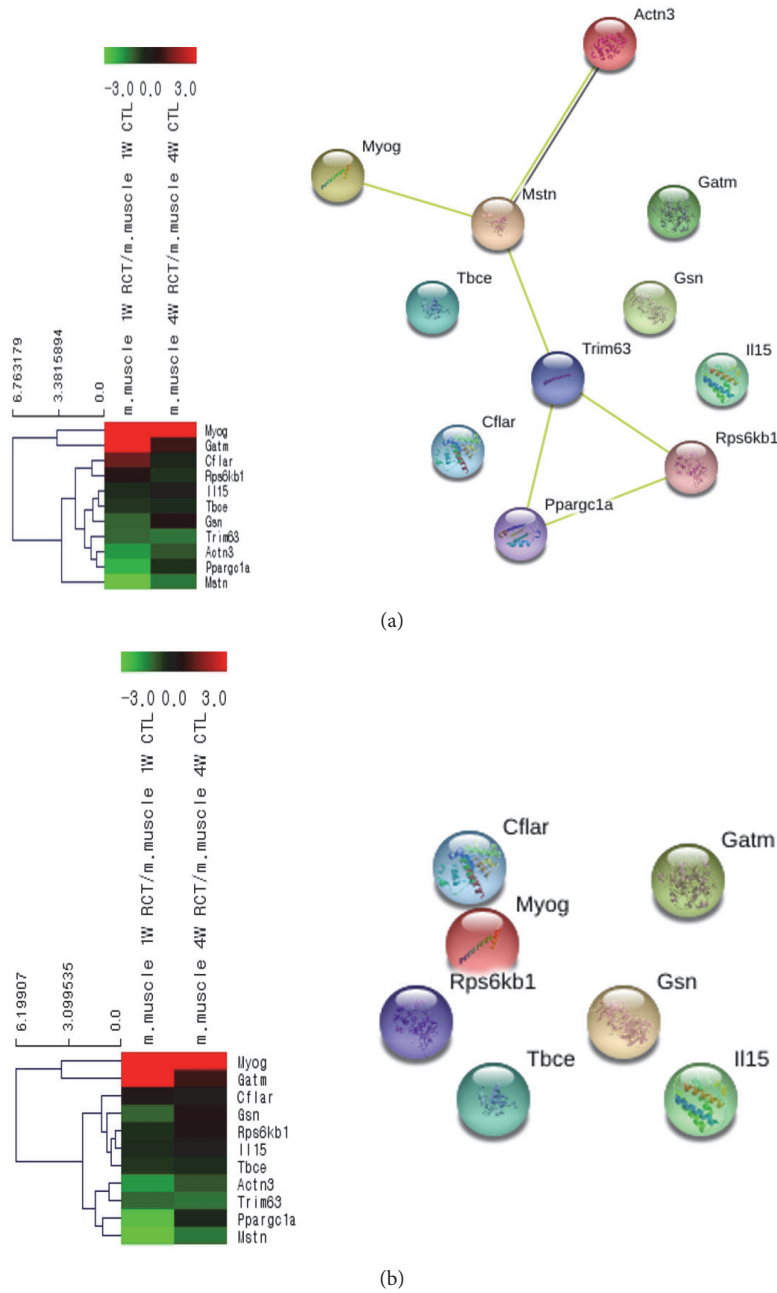 -3.0 0.0 3.0
m.muscle 1W RCT/m.muscle 1W CTL
m.muscle 4W RCT/m.muscle 4W CTL
6.763179
3.3815894
0.0
Myog
Gatm
Cflar
Rps6kb1
Il15
Tbce
Gsn
Trim63
Actn3
Ppargc1a
Mstn
Actn3
Myog
Mstn
Gatm
Tbce
Gsn
Trim63
Il15
Cflar
Rps6kb1
Ppargc1a
(a)
-3.0 0.0 3.0
m.muscle 1W RCT/m.muscle 1W CTL
m.muscle 4W RCT/m.muscle 4W CTL
6.19907
3.099535
0.0
Myog
Gatm
Cflar
Gsn
Rps6kb1
Il15
Tbce
Actn3
Trim63
Ppargc1a
Mstn
Cflar
Gatm
Myog
Rps6kb1
Gsn
Tbce
Il15
(b)